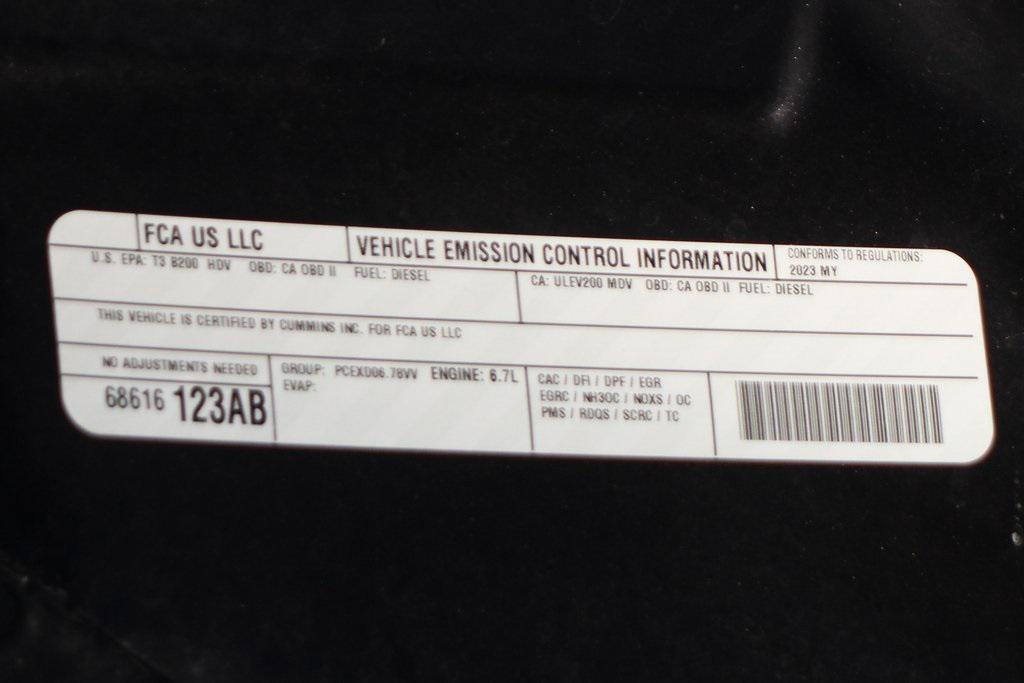 FCA US LLC
VEHICLE EMISSION CONTROL INFORMATION
CONFORMS TO REGULATIONS:
2023 MY
U.S. EPA: T3 B200 HDV OBD: CA OBD II FUEL: DIESEL
CA: ULEV200 MDV OBD: CA OBD II FUEL: DIESEL
THIS VEHICLE IS CERTIFIED BY CUMMINS INC. FOR FCA US LLC
NO ADJUSTMENTS NEEDED
68616 123AB
GROUP: PCEXD06.78VV ENGINE: 6.7L
EVAP:
CAC / DFI / DPF / EGR
EGRC / NH3OC / NOXS / OC
PMS / RDQS / SCRC / TC